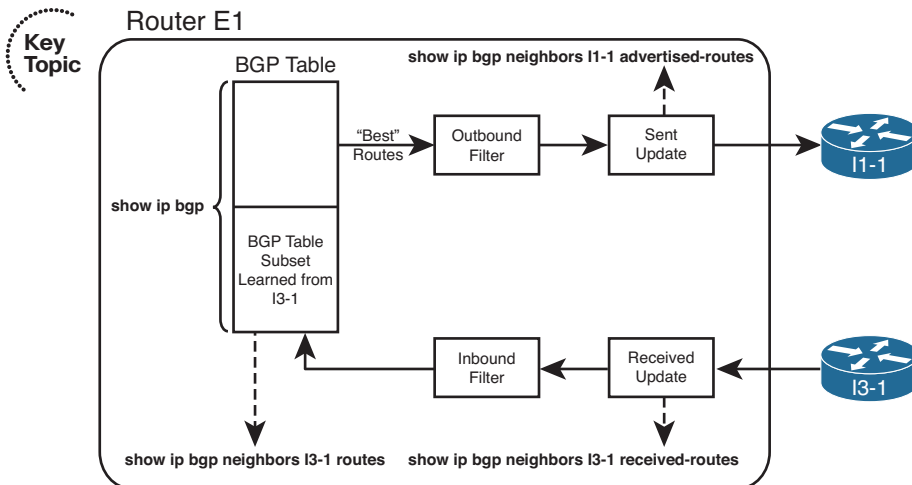 Key
Topic
Router E1
BGP Table
show ip bgp neighbors I1-1 advertised-routes
"Best"
Routes
Outbound
Filter
Sent
Update
I1-1
show ip bgp
BGP Table
Subset
Learned from
I3-1
Inbound
Filter
Received
Update
I3-1
show ip bgp neighbors I3-1 routes
show ip bgp neighbors I3-1 received-routes